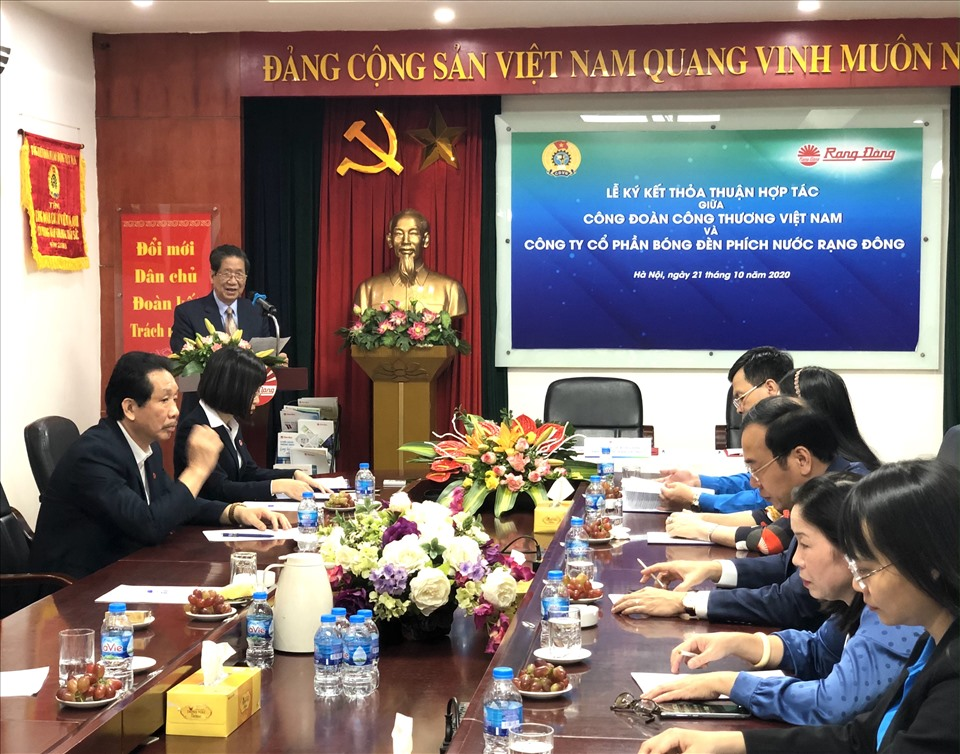 ĐẢNG CỘNG SẢN VIỆT NAM QUANG VINH MUÔN N
Rạng Đông
LỄ KÝ KẾT THỎA THUẬN HỢP TÁC
GIỮA
CÔNG ĐOÀN CÔNG THƯƠNG VIỆT NAM
VÀ
CÔNG TY CỔ PHẦN BÓNG ĐÈN PHÍCH NƯỚC RẠNG ĐÔNG
Hà Nội, ngày 21 tháng 10 năm 2020
Đổi mới
Dân chủ
Đoàn kế
Trách